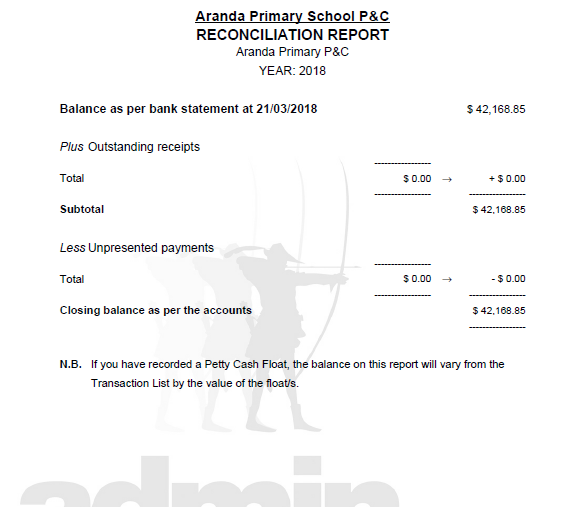 Aranda Primary School P&C
RECONCILIATION REPORT
Aranda Primary P&C
YEAR: 2018
Balance as per bank statement at 21/03/2018 $ 42,168.85
Plus Outstanding receipts
-----------------
Total $ 0.00 → + $ 0.00
----------------- -----------------
Subtotal $ 42,168.85
Less Unpresented payments
-----------------
Total $ 0.00 → - $ 0.00
----------------- -----------------
Closing balance as per the accounts $ 42,168.85
-----------------
N.B. If you have recorded a Petty Cash Float, the balance on this report will vary from the
Transaction List by the value of the float/s.
admin